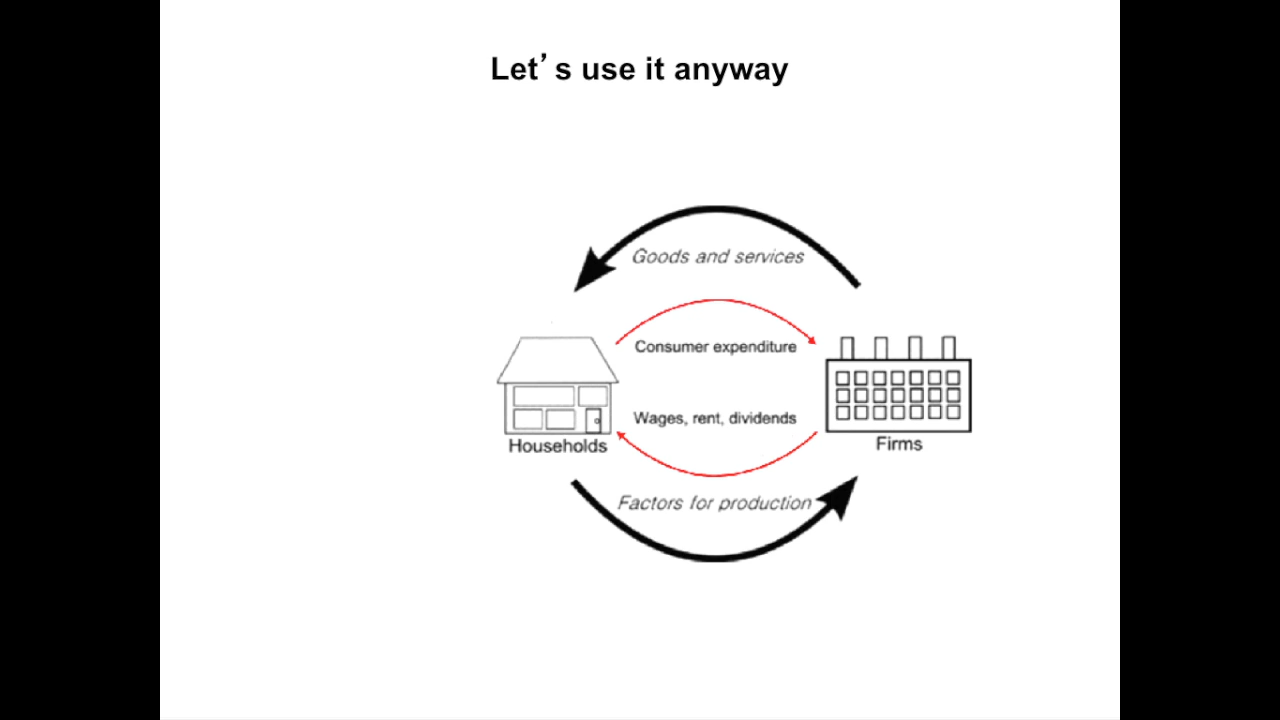 Let’s use it anyway
Goods and services
Consumer expenditure
Wages, rent, dividends
Households
Firms
Factors for production